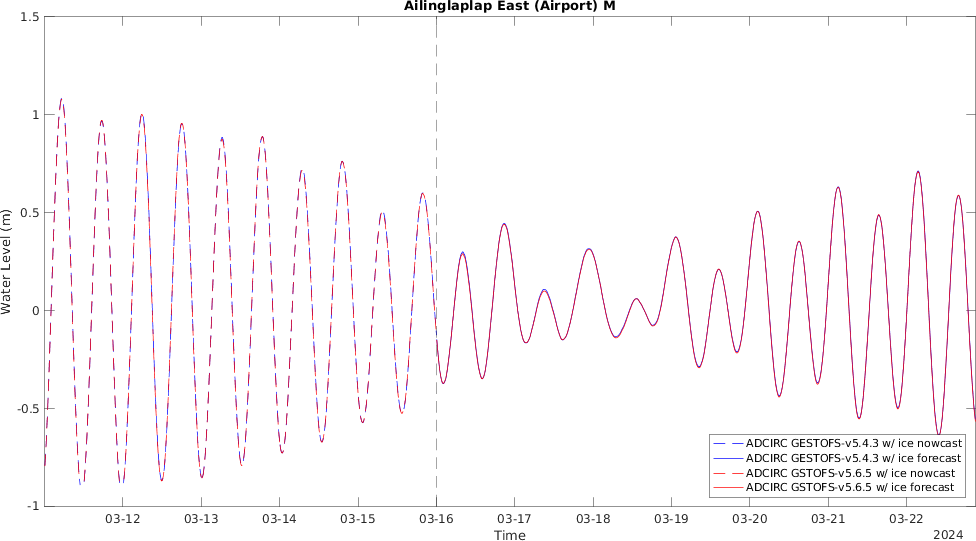 Ailinglaplap East (Airport) M
1.5
1
0.5
0
-0.5
-1
Water Level (m)
03-12 03-13 03-14 03-15 03-16 03-17 03-18 03-19 03-20 03-21 03-22
Time
2024
ADCIRC GESTOFS-v5.4.3 w/ ice nowcast
ADCIRC GESTOFS-v5.4.3 w/ ice forecast
ADCIRC GSTOFS-v5.6.5 w/ ice nowcast
ADCIRC GSTOFS-v5.6.5 w/ ice forecast